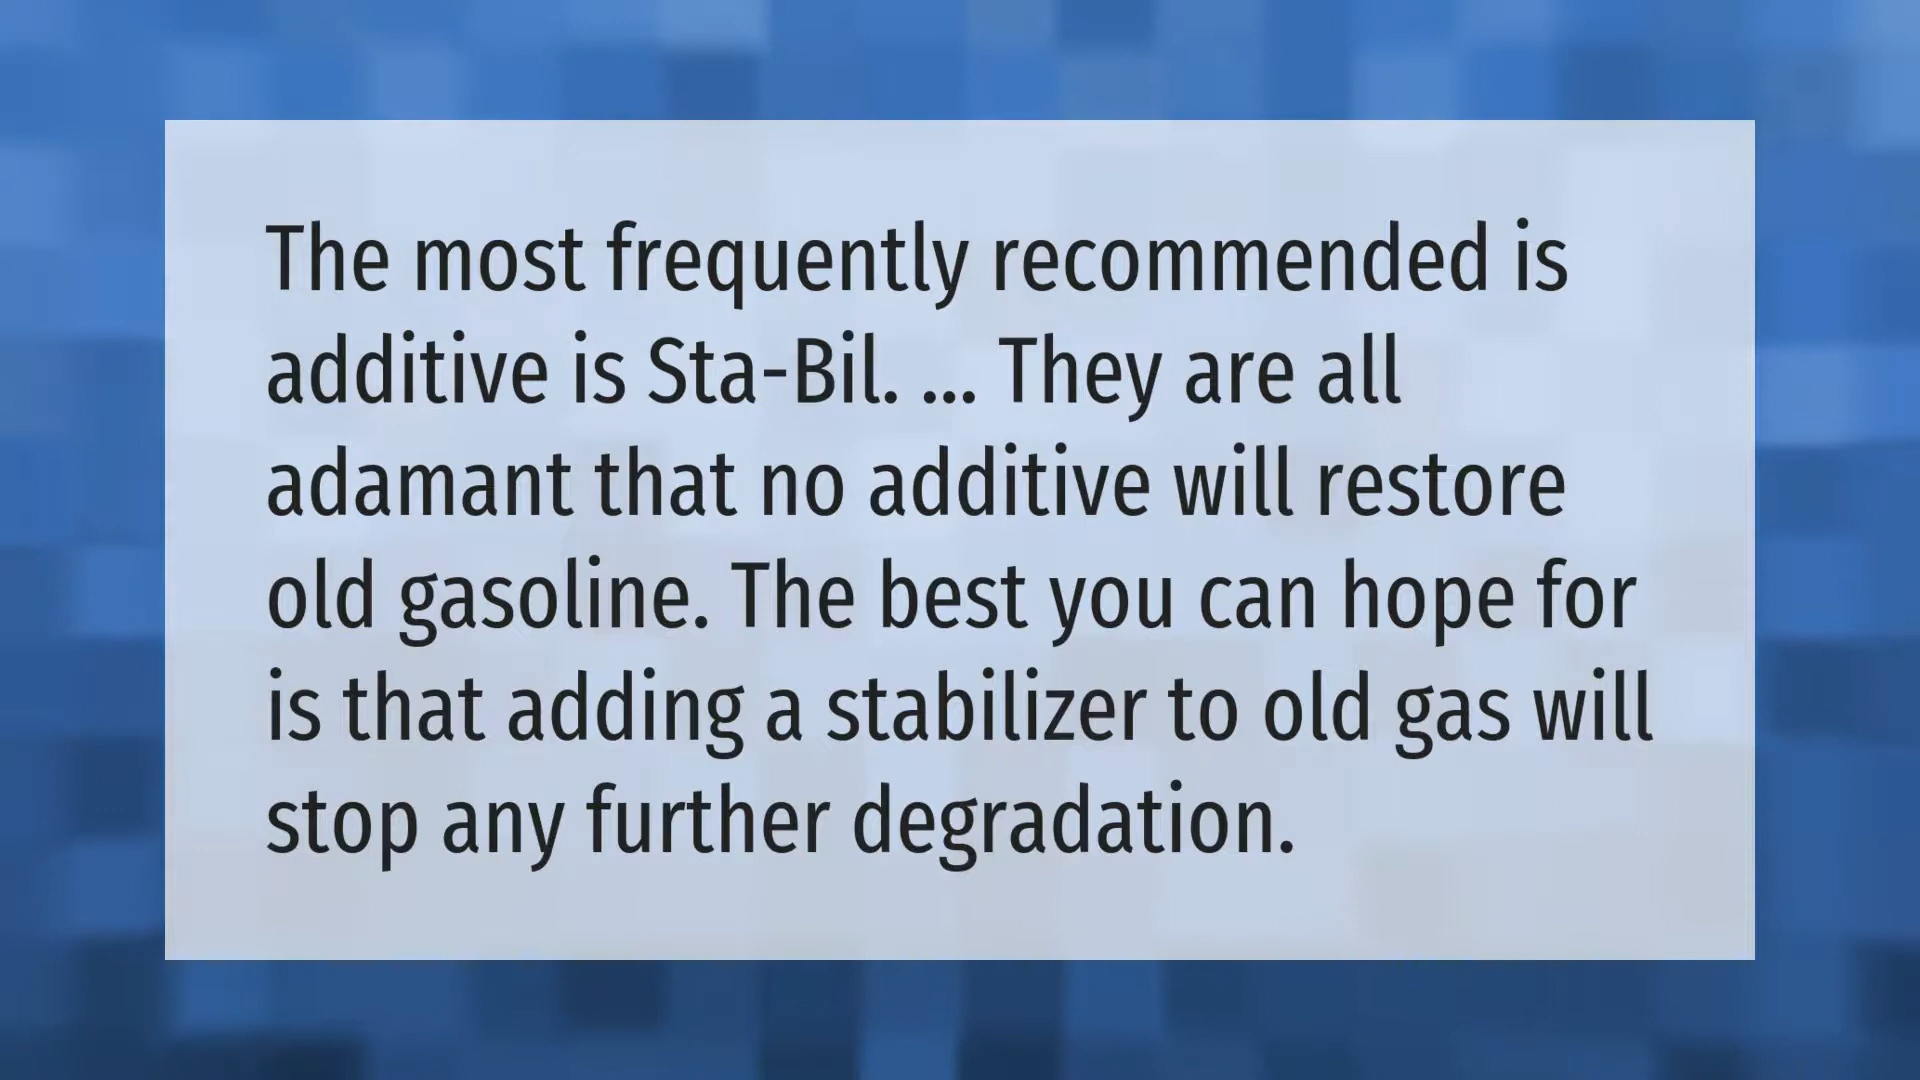 The most frequently recommended is
additive is Sta-Bil. ... They are all
adamant that no additive will restore
old gasoline. The best you can hope for
is that adding a stabilizer to old gas will
stop any further degradation.